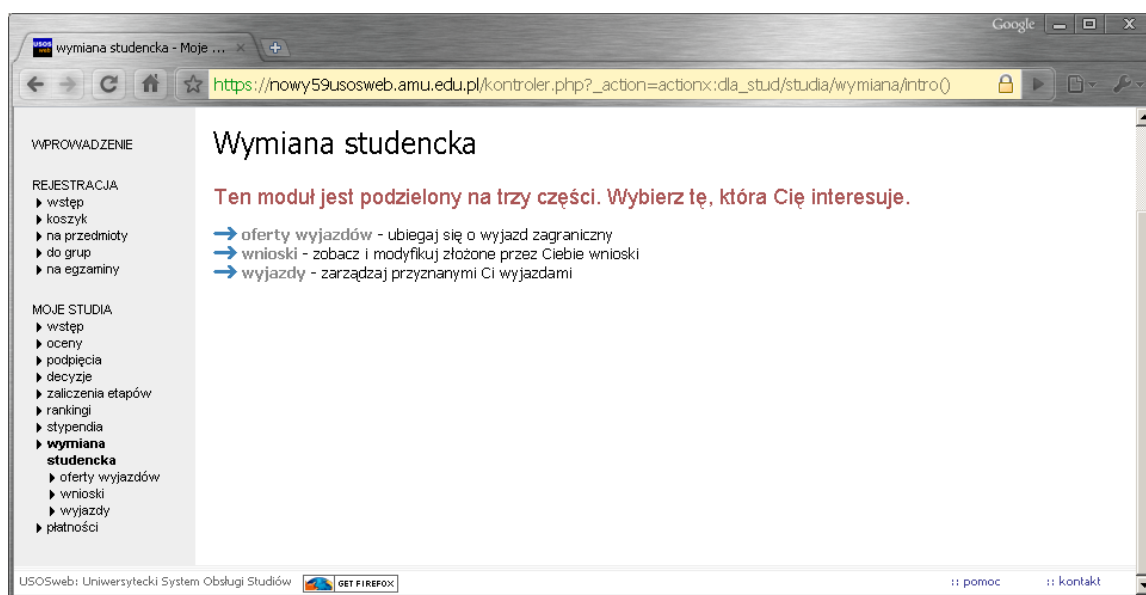 Google
wymiana studencka - Moje ...
https://nowy59usosweb.amu.edu.pl/kontroler.php?_action=actionx:dla_stud/studia/wymiana/intro()
WPROWADZENIE
REJESTRACJA
wstęp
koszyk
na przedmioty
do grup
na egzaminy
MOJE STUDIA
wstęp
oceny
podpięcia
decyzje
zaliczenia etapów
rankingi
stypendia
wymiana
studencka
oferty wyjazdów
wnioski
wyjazdy
płatności
Wymiana studencka
Ten moduł jest podzielony na trzy części. Wybierz tę, która Cię interesuje.
oferty wyjazdów - ubiegaj się o wyjazd zagraniczny
wnioski - zobacz i modyfikuj złożone przez Ciebie wnioski
wyjazdy - zarządzaj przyznanymi Ci wyjazdami
USOSweb: Uniwersytecki System Obsługi Studiów
GET FIREFOX
:: pomoc
:: kontakt